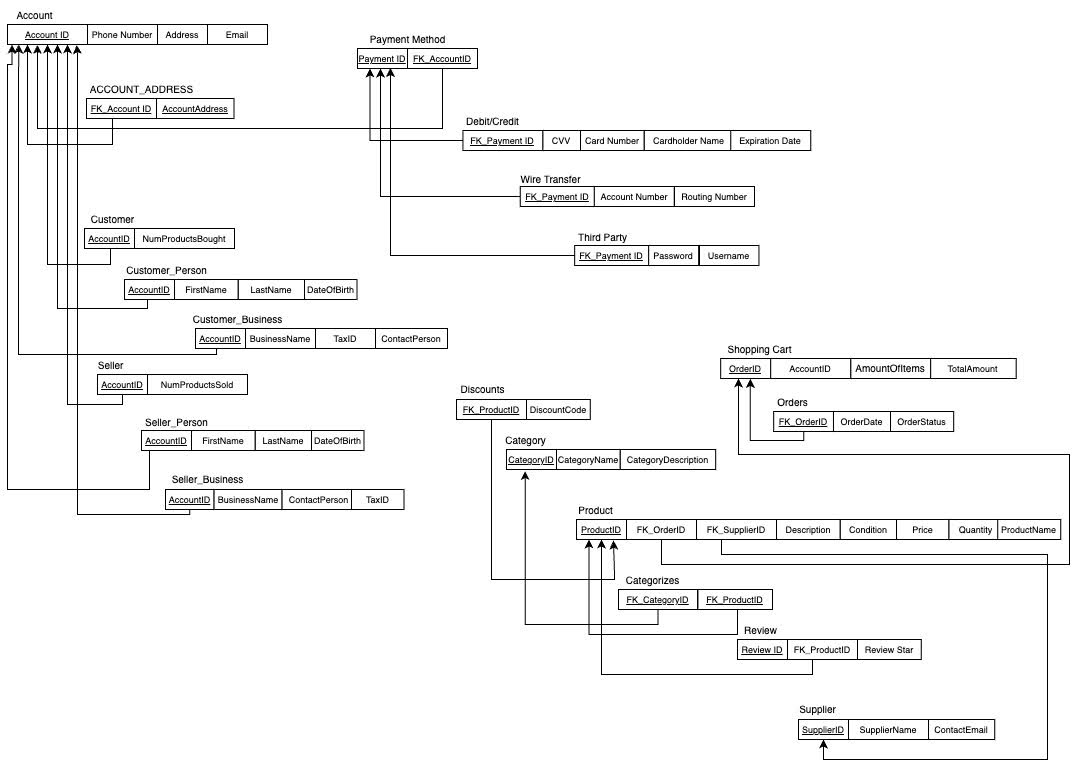 Account
Account ID Phone Number Address Email
Payment Method
Payment ID FK_AccountID
ACCOUNT_ADDRESS
FK_Account ID AccountAddress
Debit/Credit
FK_Payment ID CVV Card Number Cardholder Name Expiration Date
Wire Transfer
FK_Payment ID Account Number Routing Number
Customer
AccountID NumProductsBought
Third Party
FK_Payment ID Password Username
Customer_Person
AccountID FirstName LastName DateOfBirth
Customer_Business
AccountID BusinessName TaxID ContactPerson
Shopping Cart
OrderID AccountID AmountOfItems TotalAmount
Seller
AccountID NumProductsSold
Discounts
FK_ProductID DiscountCode
Orders
FK_OrderID OrderDate OrderStatus
Seller_Person
AccountID FirstName LastName DateOfBirth
Category
CategoryID CategoryName CategoryDescription
Seller_Business
AccountID BusinessName ContactPerson TaxID
Product
ProductID FK_OrderID FK_SupplierID Description Condition Price Quantity ProductName
Categorizes
FK_CategoryID FK_ProductID
Review
Review ID FK_ProductID Review Star
Supplier
SupplierID SupplierName ContactEmail